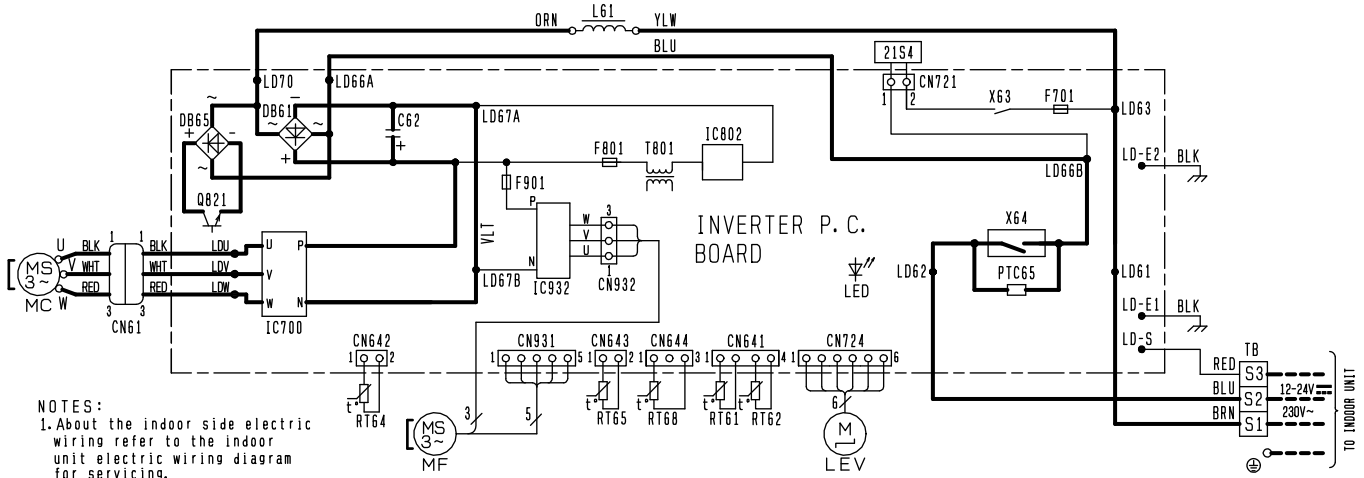 ORN L61 YLW
BLU
21S4
CN721
1 2
X63 F701
LD70 LD66A
LD63
~ − ~ ~ +
DB65 DB61
+ − ~
C62
+
LD67A
IC802
F801 T801
LD-E2 BLK
LD66B
F901
Q821
P
W V U
3
1
N
IC932
CN932
VLT
LD67B
INVERTER P.C.
BOARD
LED
X64
PTC65
LD62
LD61
LD-E1 BLK
LD-S
U BLK 1 1 BLK LDU U P
MS
3~
V WHT WHT LDV V
W RED RED LDW W N
MC
3 3
CN61
IC700
CN642
1 2
t°
RT64
CN931
1 5
CN643
1 2
t°
RT65
CN644
1 3
t°
RT68
CN641
1 4
t° t°
RT61 RT62
CN724
1 6
6
M
LEV
3 5
MS
3~
MF
TB
RED S3
BLU S2
BRN S1
12-24V
230V~
TO INDOOR UNIT
NOTES:
1. About the indoor side electric
wiring refer to the indoor
unit electric wiring diagram
for servicing.